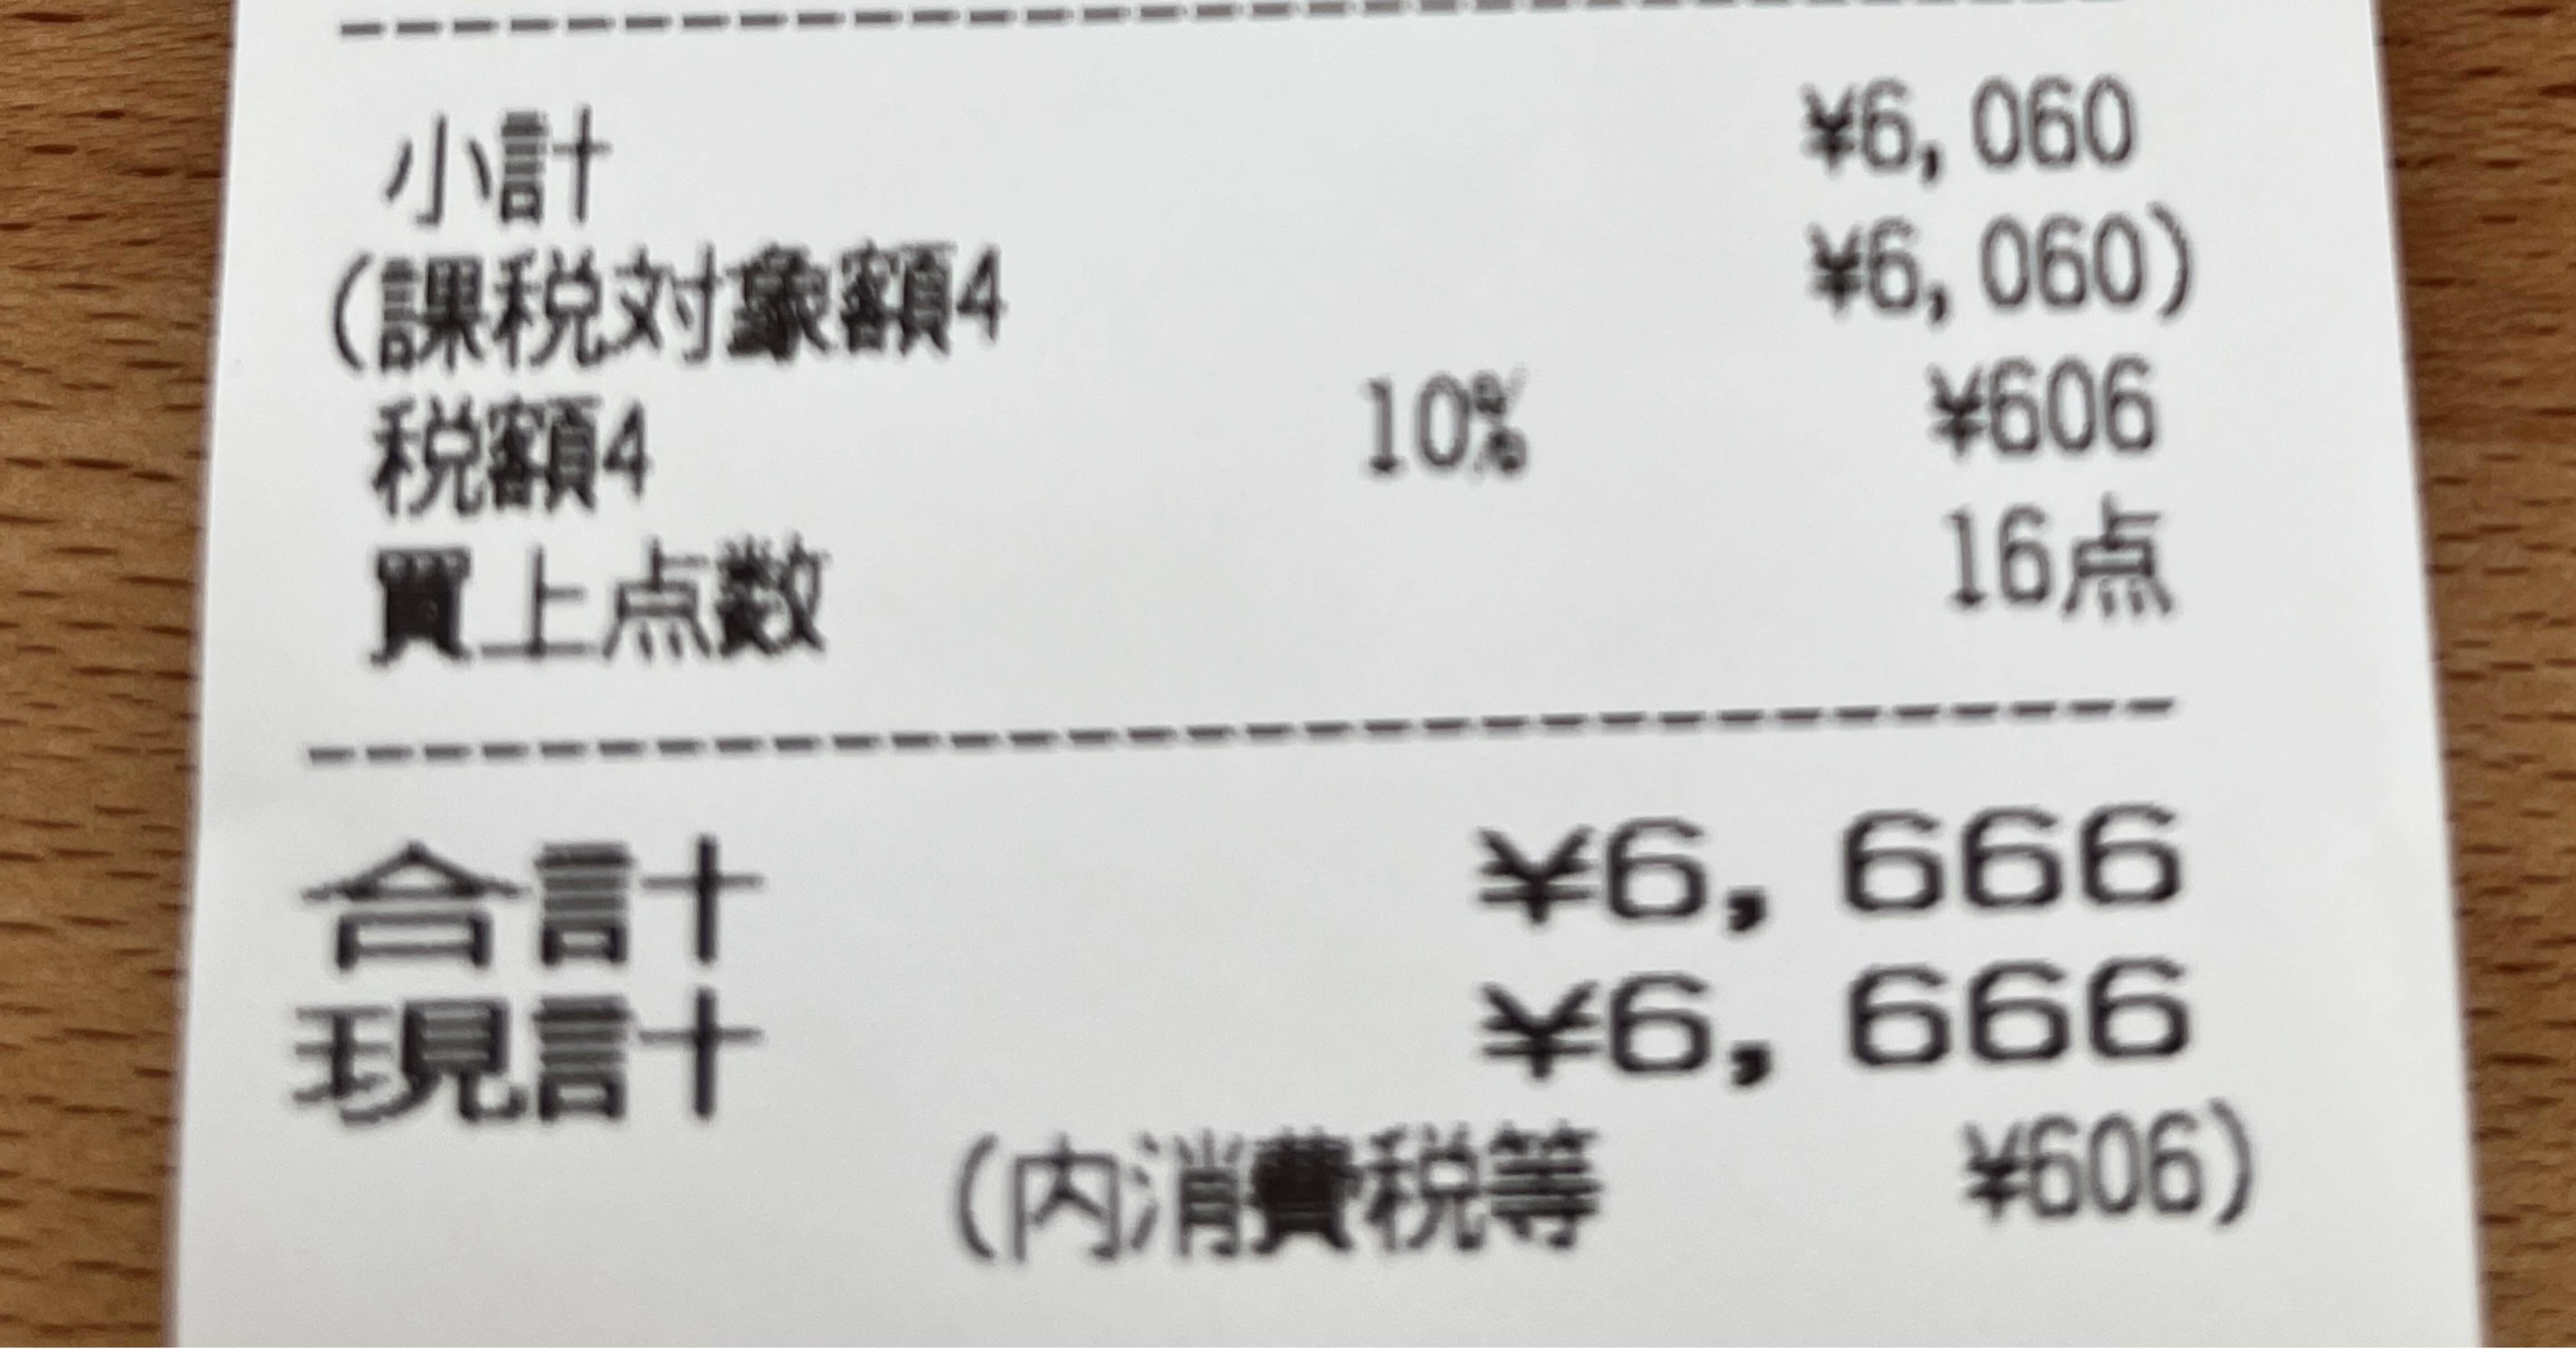 小計 ¥6,060
(課税対象額4 ¥6,060)
税額4 10% ¥606
買上点数 16点
合計 ¥6,666
現計 ¥6,666
(内消費税等 ¥606)